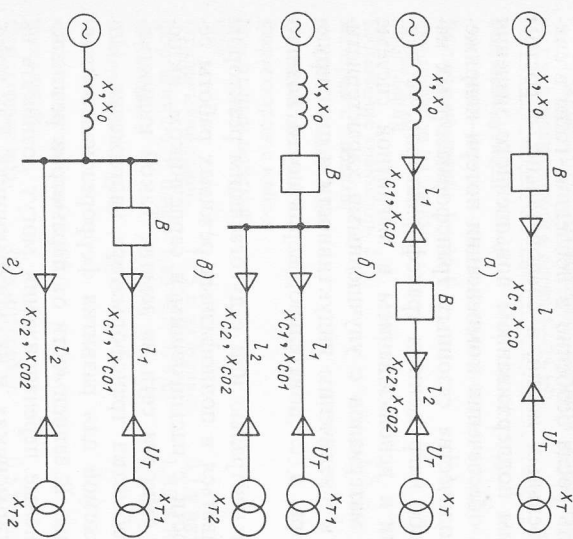 X, X₀
В
l
X_C, X_C0
U_T
X_T
а)
X, X₀
l₁
X_C1, X_C01
В
l₂
X_C2, X_C02
U_T
X_T
б)
X, X₀
В
l₁
X_C1, X_C01
U_T
X_T1
l₂
X_C2, X_C02
X_T2
в)
X, X₀
В
l₁
X_C1, X_C01
U_T
X_T1
l₂
X_C2, X_C02
X_T2
г)